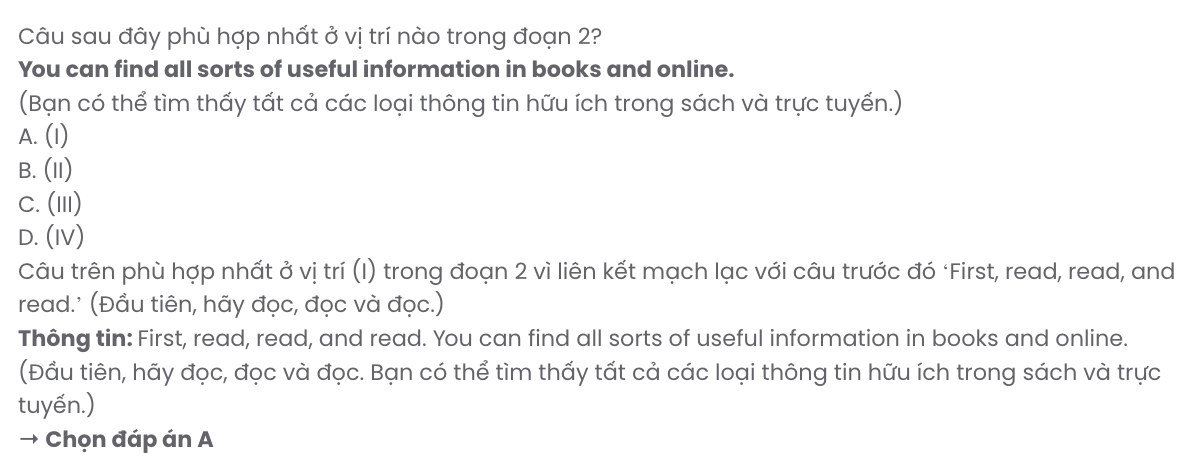 Câu sau đây phù hợp nhất ở vị trí nào trong đoạn 2?
You can find all sorts of useful information in books and online.
(Bạn có thể tìm thấy tất cả các loại thông tin hữu ích trong sách và trực tuyến.)
A. (I)
B. (II)
C. (III)
D. (IV)
Câu trên phù hợp nhất ở vị trí (I) trong đoạn 2 vì liên kết mạch lạc với câu trước đó ‘First, read, read, and
read.’ (Đầu tiên, hãy đọc, đọc và đọc.)
Thông tin: First, read, read, and read. You can find all sorts of useful information in books and online.
(Đầu tiên, hãy đọc, đọc và đọc. Bạn có thể tìm thấy tất cả các loại thông tin hữu ích trong sách và trực
tuyến.)
→ Chọn đáp án A